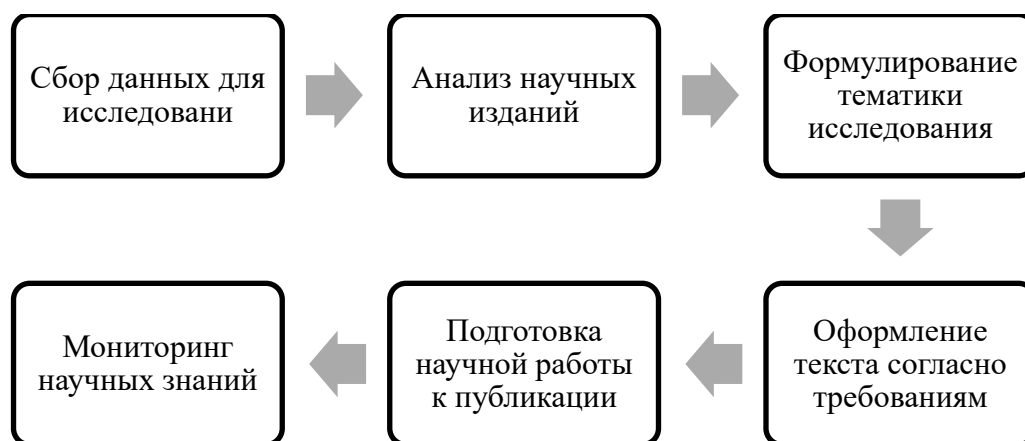 Сбор данных для
исследовани
Анализ научных
изданий
Формулирование
тематики
исследования
Оформление
текста согласно
требованиям
Подготовка
научной работы
к публикации
Мониторинг
научных знаний